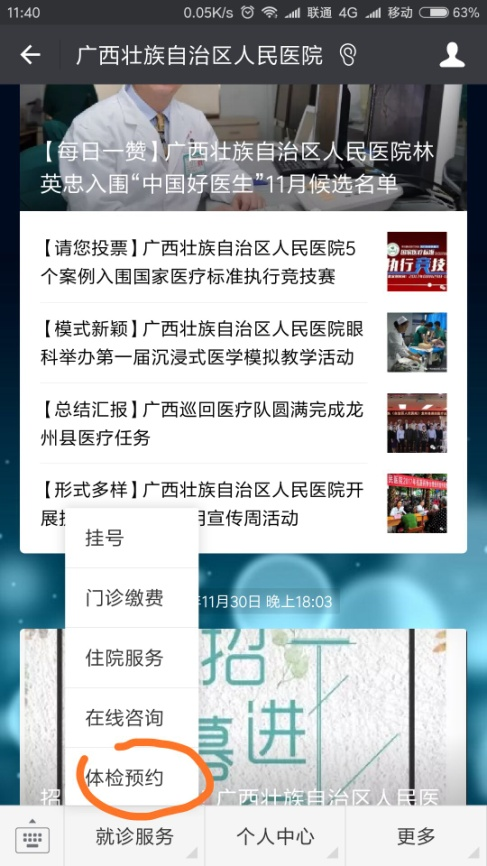 11:40
0.05K/s
联通 4G
移动
63%
广西壮族自治区人民医院
【每日一赞】广西壮族自治区人民医院林
英忠入围“中国好医生”11月候选名单
【请您投票】广西壮族自治区人民医院5
个案例入围国家医疗标准执行竞技赛
执行竞技
【模式新颖】广西壮族自治区人民医院眼
科举办第一届沉浸式医学模拟教学活动
【总结汇报】广西巡回医疗队圆满完成龙
州县医疗任务
【形式多样】广西壮族自治区人民医院开
宣传周活动
挂号
门诊缴费
11月30日 晚上18:03
住院服务
招
在线咨询
募
进
体检预约
招
广西壮族自治区人民医
就诊服务
个人中心
更多